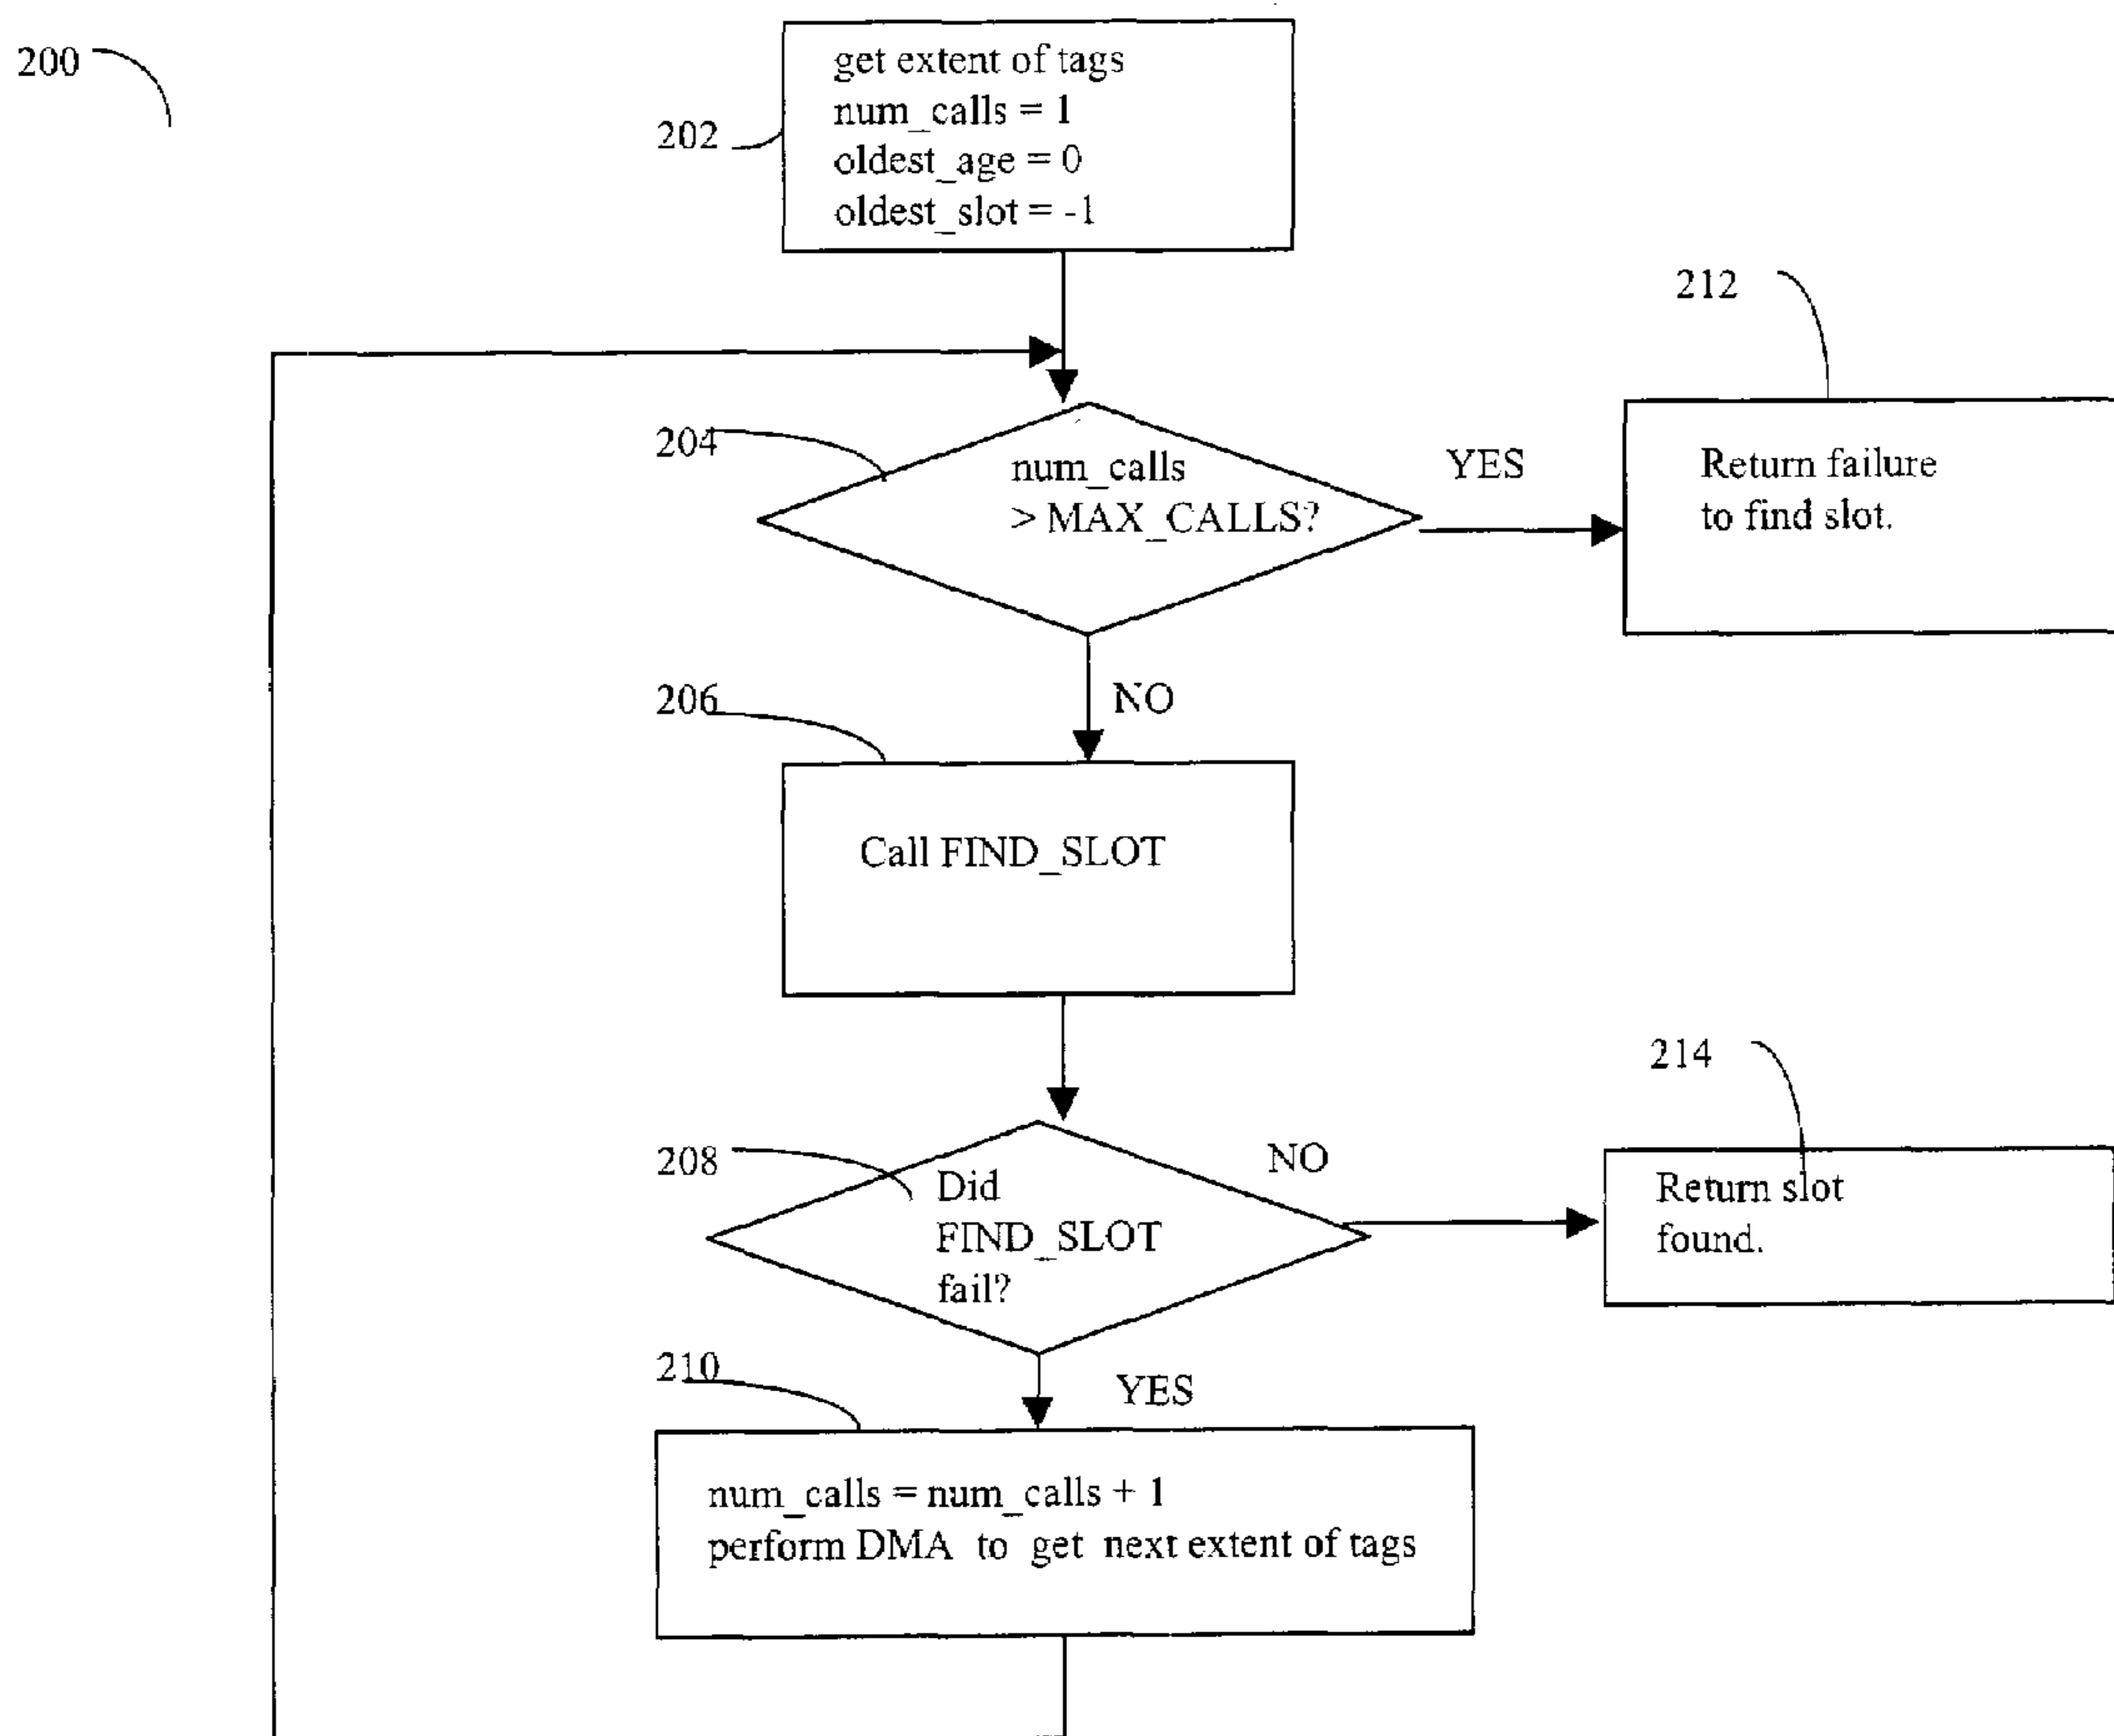 200
202
get extent of tags
num_calls = 1
oldest_age = 0
oldest_slot = -1
212
204
num_calls
> MAX_CALLS?
YES
Return failure
to find slot.
NO
206
Call FIND_SLOT
214
208
Did
FIND_SLOT
fail?
NO
Return slot
found.
210
YES
num_calls = num_calls + 1
perform DMA to get next extent of tags